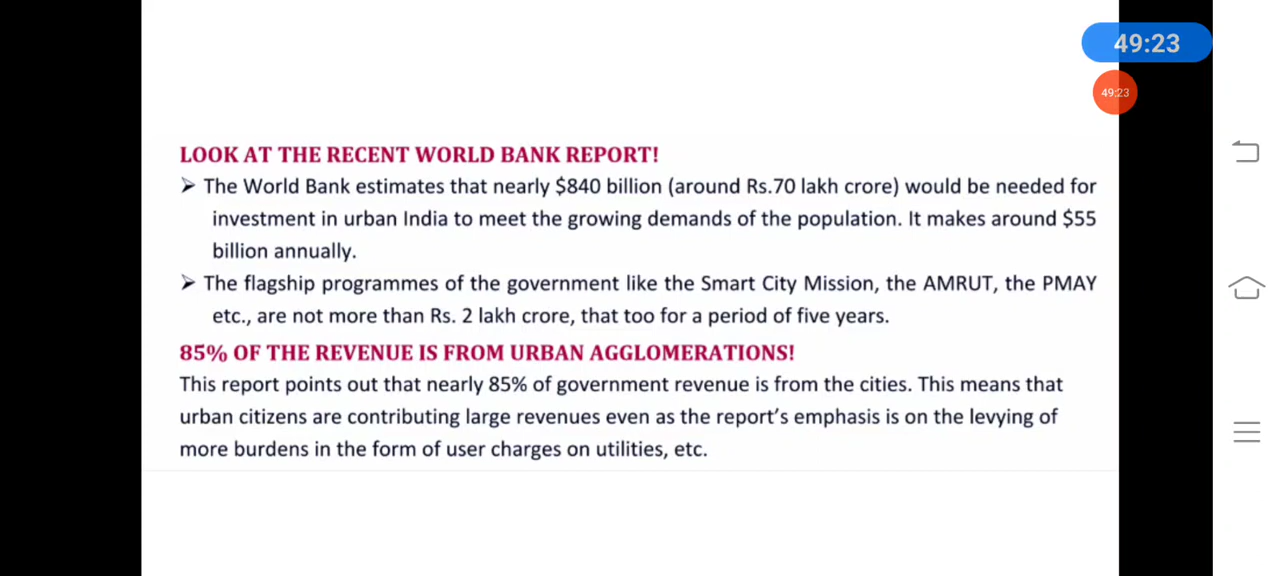 49:23
49:23
LOOK AT THE RECENT WORLD BANK REPORT!
➢ The World Bank estimates that nearly $840 billion (around Rs.70 lakh crore) would be needed for
investment in urban India to meet the growing demands of the population. It makes around $55
billion annually.
➢ The flagship programmes of the government like the Smart City Mission, the AMRUT, the PMAY
etc., are not more than Rs. 2 lakh crore, that too for a period of five years.
85% OF THE REVENUE IS FROM URBAN AGGLOMERATIONS!
This report points out that nearly 85% of government revenue is from the cities. This means that
urban citizens are contributing large revenues even as the report's emphasis is on the levying of
more burdens in the form of user charges on utilities, etc.